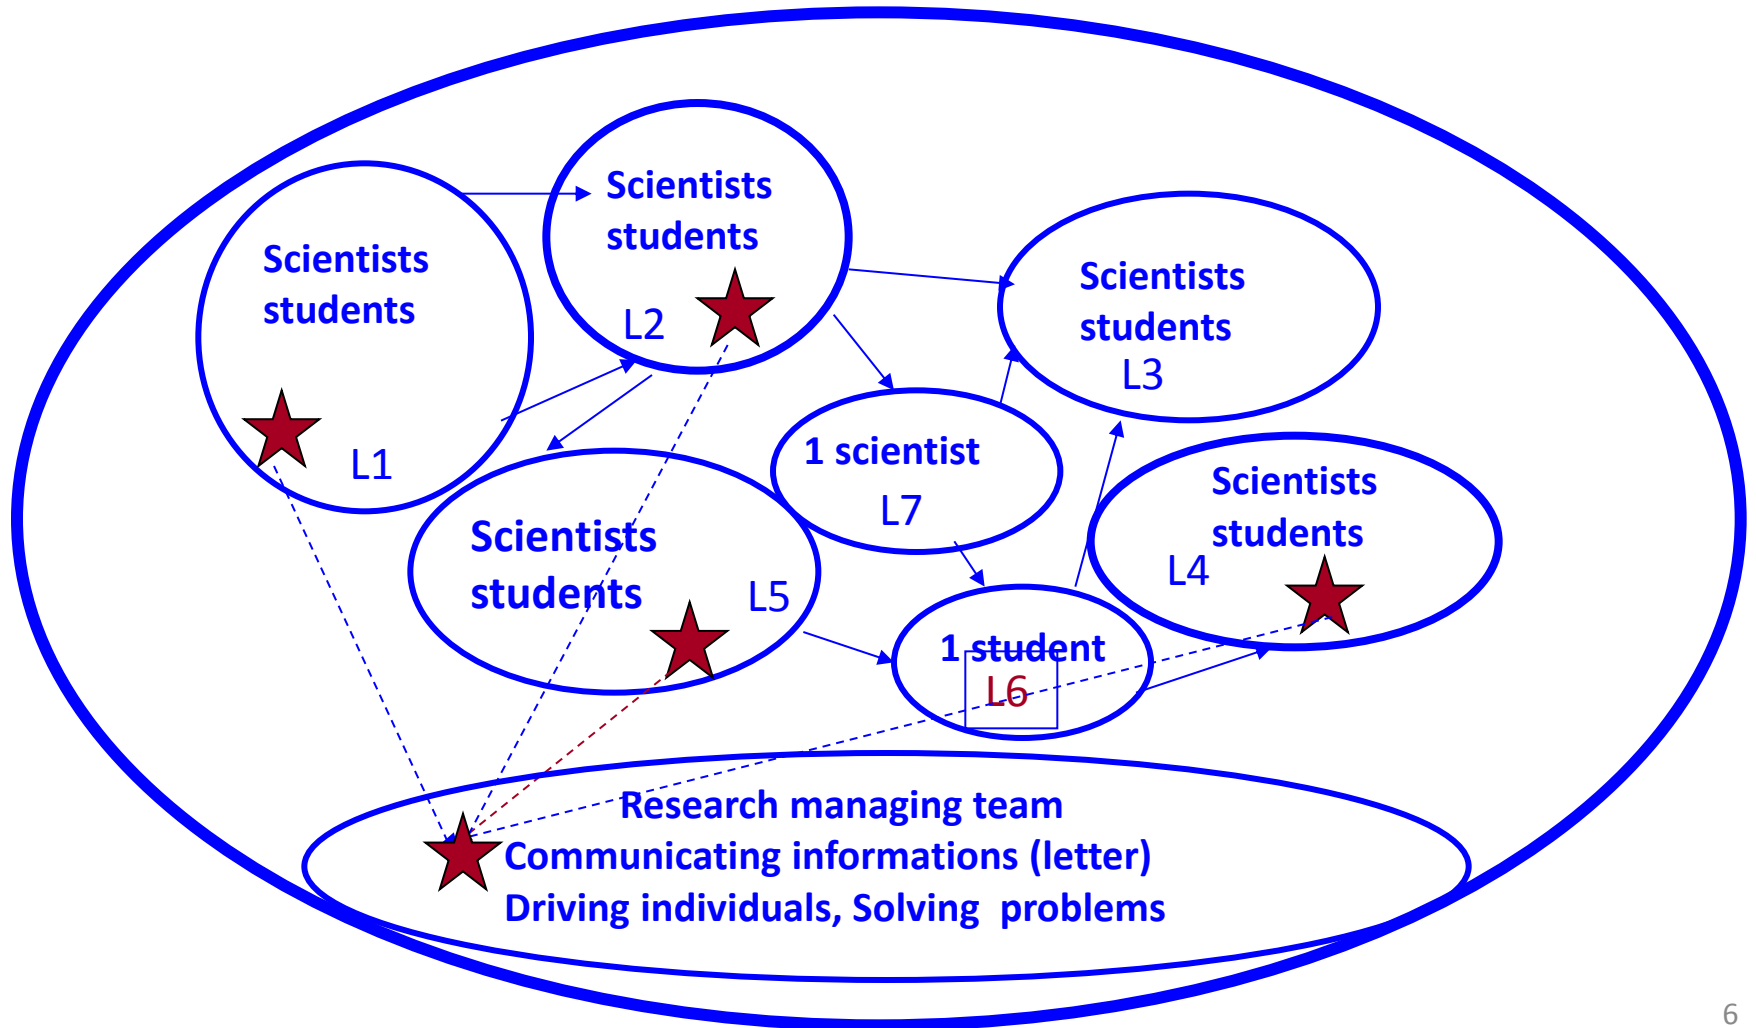 Scientists
students
L1
Scientists
students
L2
Scientists
students
L3
1 scientist
L7
Scientists
students
L4
Scientists
students
L5
1 student
L6
Research managing team
Communicating informations (letter)
Driving individuals, Solving problems
6